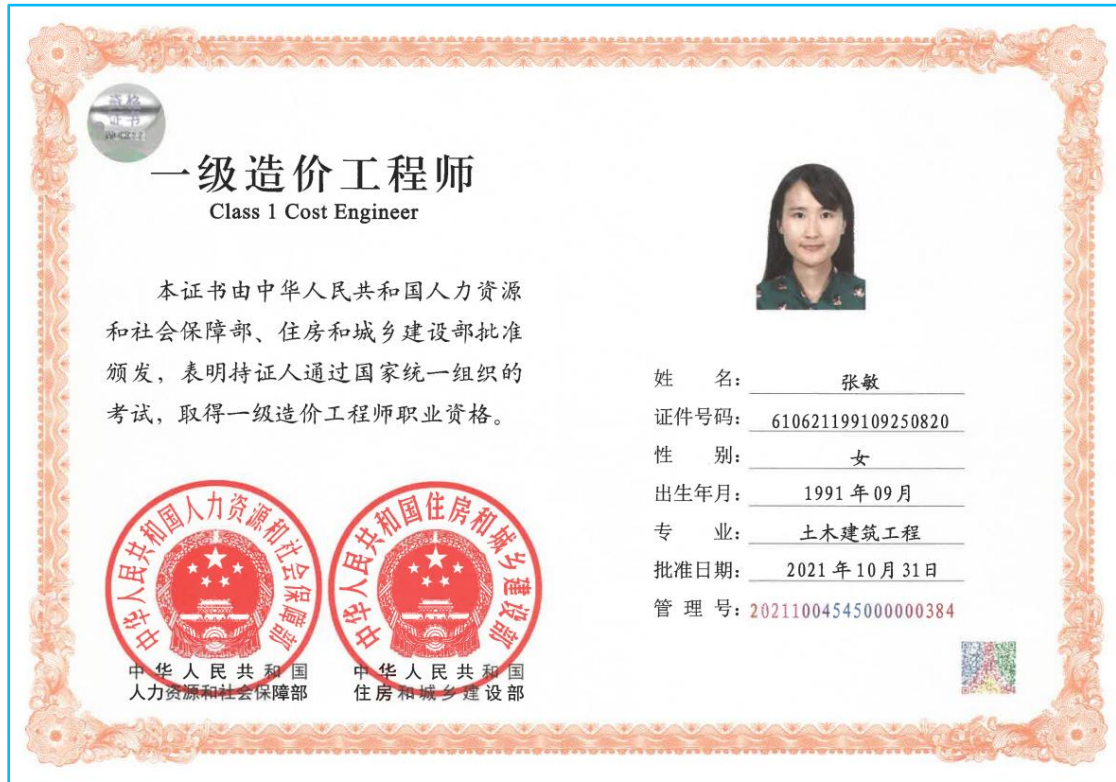 资格
证书
一级造价工程师
Class 1 Cost Engineer
本证书由中华人民共和国人力资源
和社会保障部、住房和城乡建设部批准
颁发，表明持证人通过国家统一组织的
考试，取得一级造价工程师职业资格。
中华人民共和国人力资源和社会保障部
中华人民共和国住房和城乡建设部
中华人民共和国
人力资源和社会保障部
中华人民共和国
住房和城乡建设部
姓 名： 张敏
证件号码： 610621199109250820
性 别： 女
出生年月： 1991年09月
专 业： 土木建筑工程
批准日期： 2021年10月31日
管 理 号： 20211004545000000384